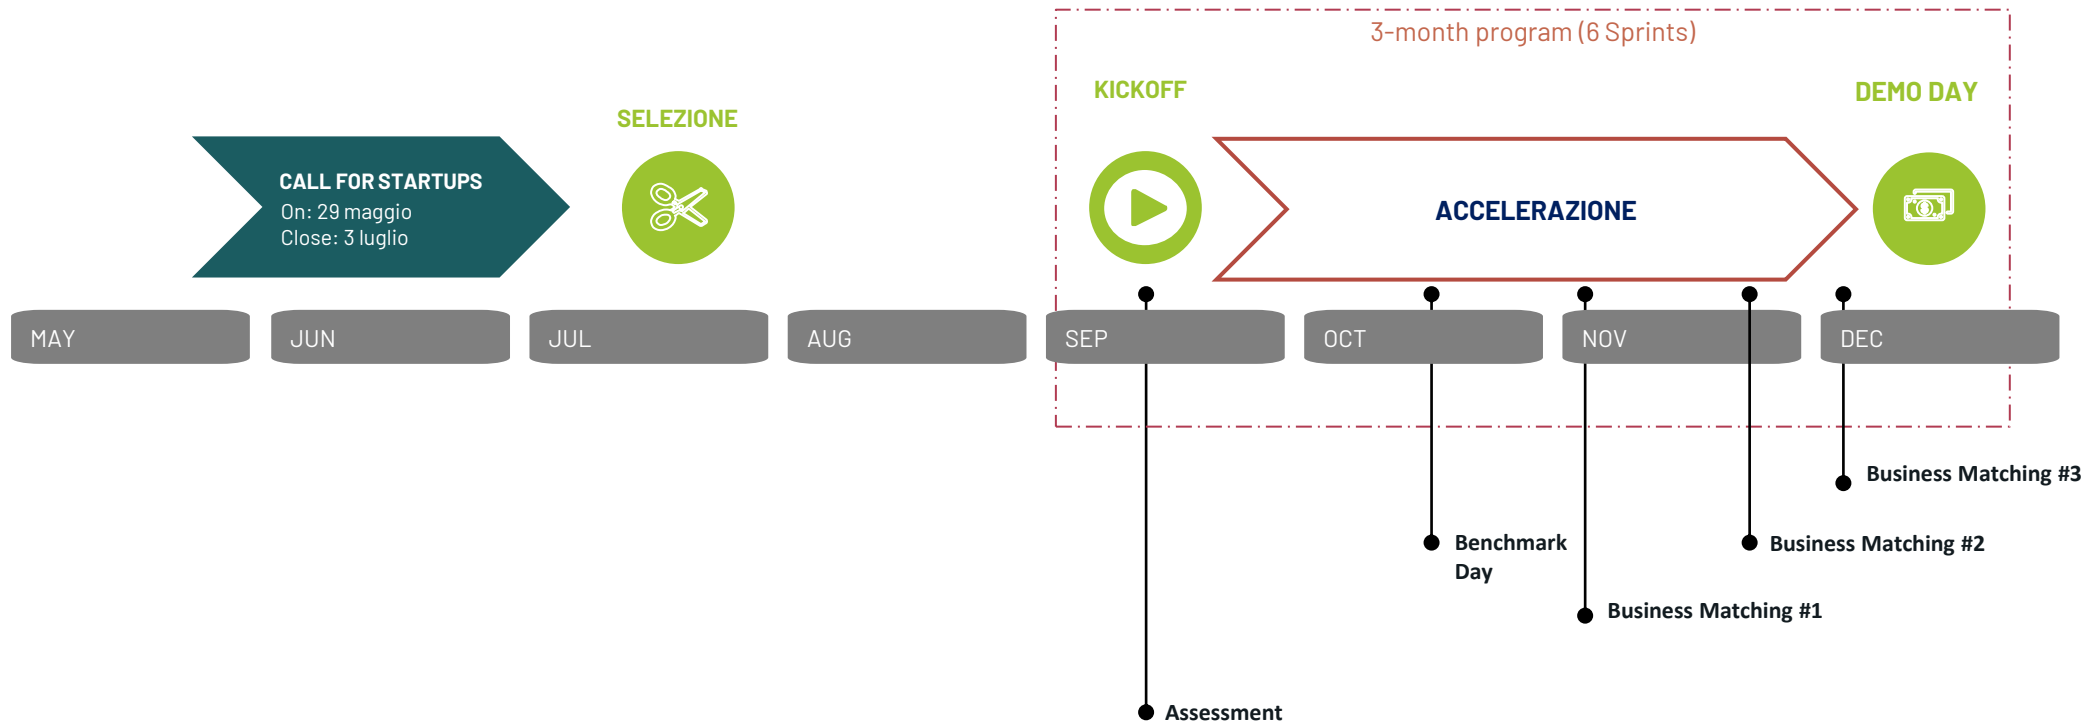 3-month program (6 Sprints)
KICKOFF
DEMO DAY
SELEZIONE
CALL FOR STARTUPS
On: 29 maggio
Close: 3 luglio
ACCELERAZIONE
MAY
JUN
JUL
AUG
SEP
OCT
NOV
DEC
Business Matching #3
Benchmark
Day
Business Matching #2
Business Matching #1
Assessment